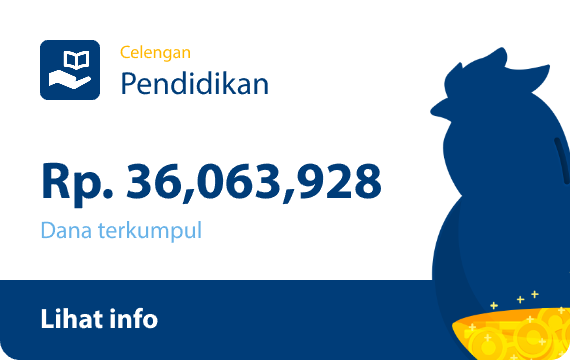 Celengan
Pendidikan
Rp. 36,063,928
Dana terkumpul
Lihat info